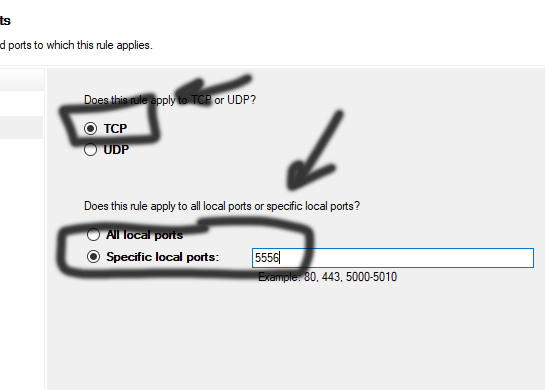 ts
d ports to which this rule applies.
Does this rule apply to TCP or UDP?
TCP
UDP
Does this rule apply to all local ports or specific local ports?
All local ports
Specific local ports:
5556
Example: 80, 443, 5000-5010